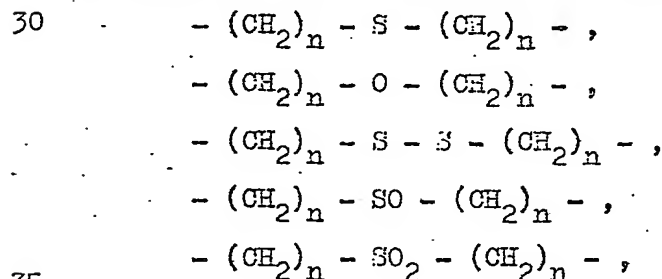 30 - (CH₂)ₙ - S - (CH₂)ₙ - ,
- (CH₂)ₙ - O - (CH₂)ₙ - ,
- (CH₂)ₙ - S - S - (CH₂)ₙ - ,
- (CH₂)ₙ - SO - (CH₂)ₙ - ,
35 - (CH₂)ₙ - SO₂ - (CH₂)ₙ - ,